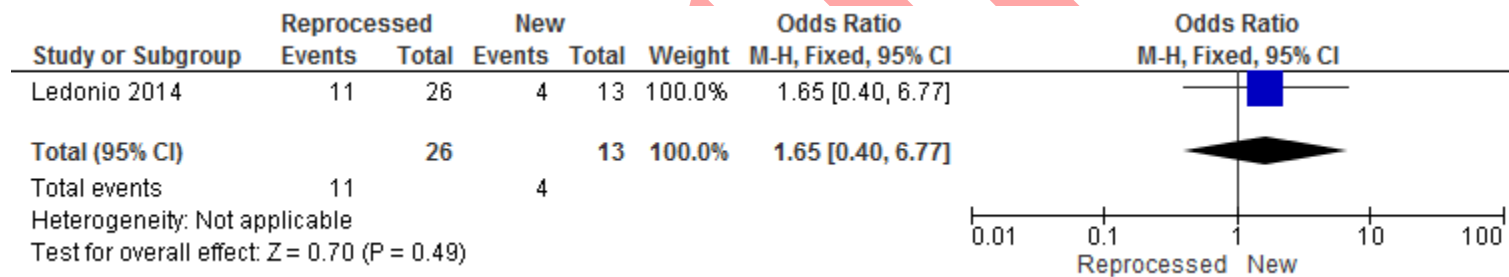 Reprocessed New Odds Ratio Odds Ratio
Study or Subgroup Events Total Events Total Weight M-H, Fixed, 95% CI M-H, Fixed, 95% CI
Ledonio 2014 11 26 4 13 100.0% 1.65 [0.40, 6.77]
Total (95% CI) 26 13 100.0% 1.65 [0.40, 6.77]
Total events 11 4
Heterogeneity: Not applicable
Test for overall effect: Z = 0.70 (P = 0.49)
0.01 0.1 1 10 100
Reprocessed New